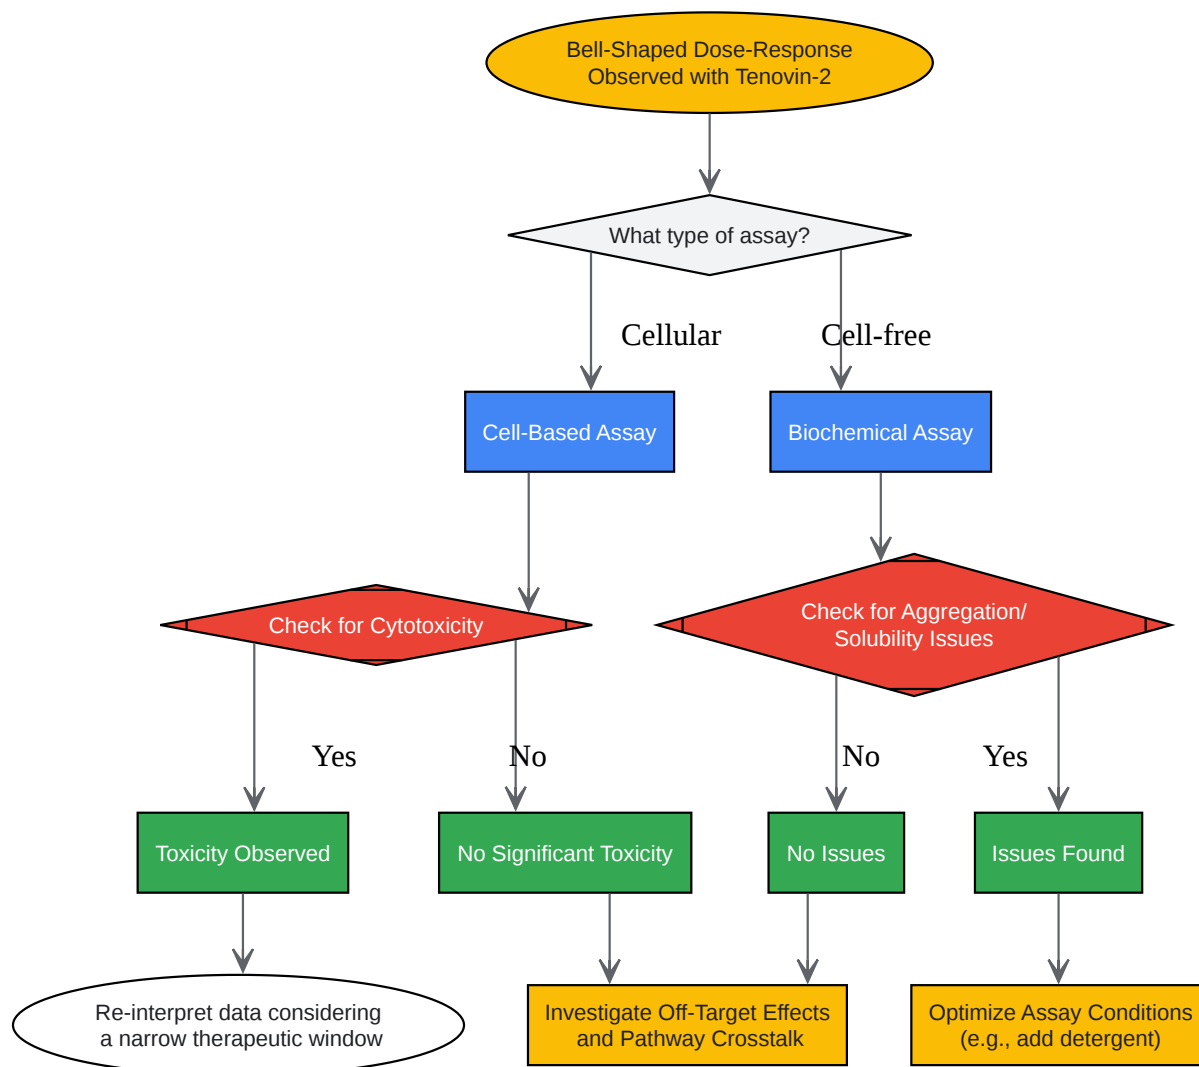 Bell-Shaped Dose-Response
Observed with Tenovin-2
What type of assay?
Cellular
Cell-free
Cell-Based Assay
Biochemical Assay
Check for Cytotoxicity
Check for Aggregation/
Solubility Issues
Yes
No
No
Yes
Toxicity Observed
No Significant Toxicity
No Issues
Issues Found
Re-interpret data considering
a narrow therapeutic window
Investigate Off-Target Effects
and Pathway Crosstalk
Optimize Assay Conditions
(e.g., add detergent)